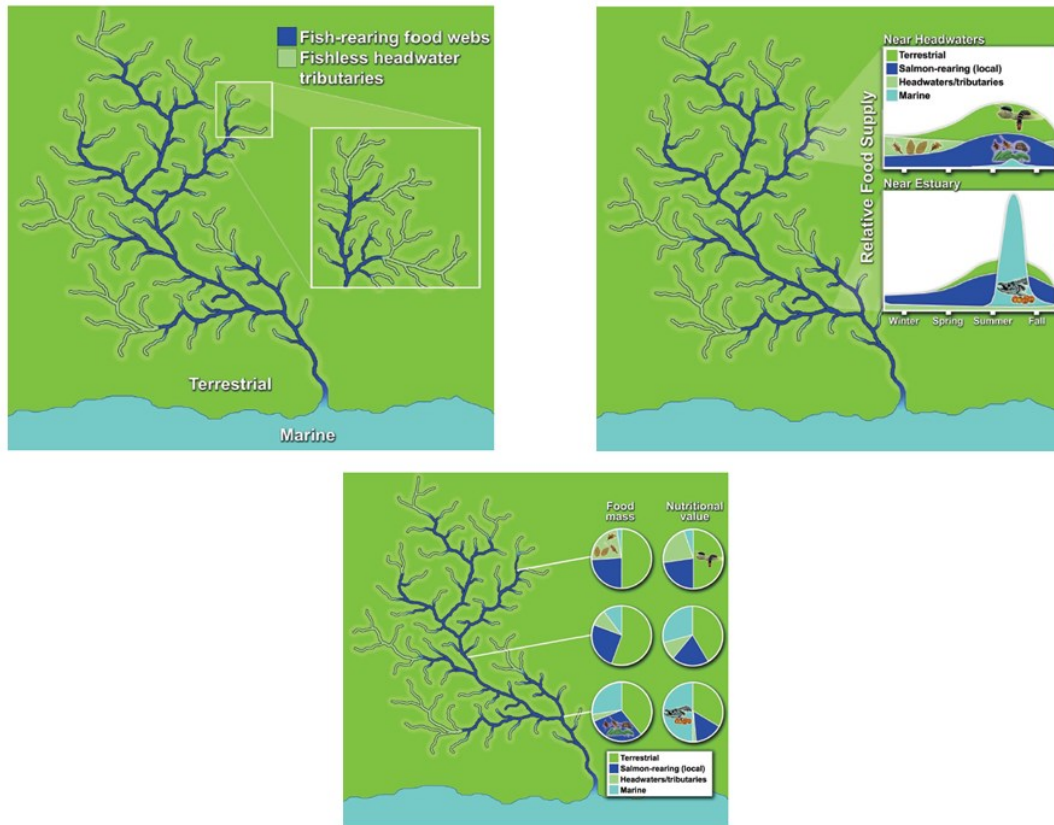 Fish-rearing food webs
Fishless headwater
tributaries
Terrestrial
Marine
Relative Food Supply
Near Headwaters
Terrestrial
Salmon-rearing (local)
Headwaters/tributaries
Marine
Near Estuary
Winter Spring Summer Fall
Food
mass
Nutritional
value
Terrestrial
Salmon-rearing (local)
Headwaters/tributaries
Marine